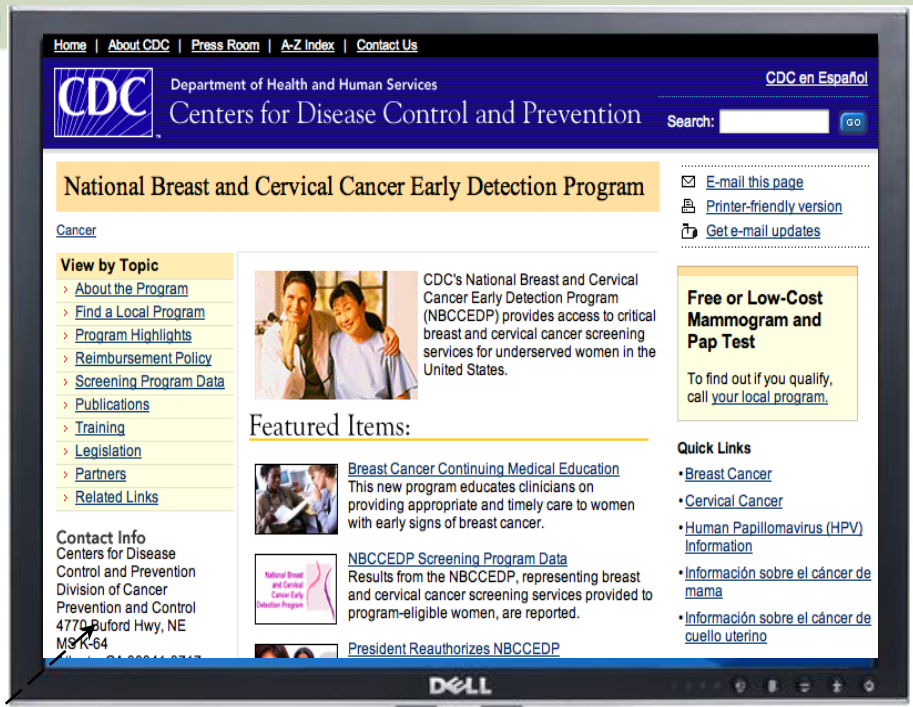 Home | About CDC | Press Room | A-Z Index | Contact Us
CDC en Español
CDC
Department of Health and Human Services
Centers for Disease Control and Prevention
Search:
GO
National Breast and Cervical Cancer Early Detection Program
E-mail this page
Printer-friendly version
Get e-mail updates
Cancer
View by Topic
About the Program
Find a Local Program
Program Highlights
Reimbursement Policy
Screening Program Data
Publications
Training
Legislation
Partners
Related Links
Contact Info
Centers for Disease
Control and Prevention
Division of Cancer
Prevention and Control
4770 Buford Hwy, NE
MS K-64
CDC's National Breast and Cervical
Cancer Early Detection Program
(NBCCEDP) provides access to critical
breast and cervical cancer screening
services for underserved women in the
United States.
Featured Items:
Breast Cancer Continuing Medical Education
This new program educates clinicians on
providing appropriate and timely care to women
with early signs of breast cancer.
National Breast
and Cervical
Cancer Early
Detection Program
NBCCEDP Screening Program Data
Results from the NBCCEDP, representing breast
and cervical cancer screening services provided to
program-eligible women, are reported.
President Reauthorizes NBCCEDP
Free or Low-Cost
Mammogram and
Pap Test
To find out if you qualify,
call your local program.
Quick Links
•Breast Cancer
•Cervical Cancer
•Human Papillomavirus (HPV)
Information
•Información sobre el cáncer de
mama
•Información sobre el cáncer de
cuello uterino
DELL